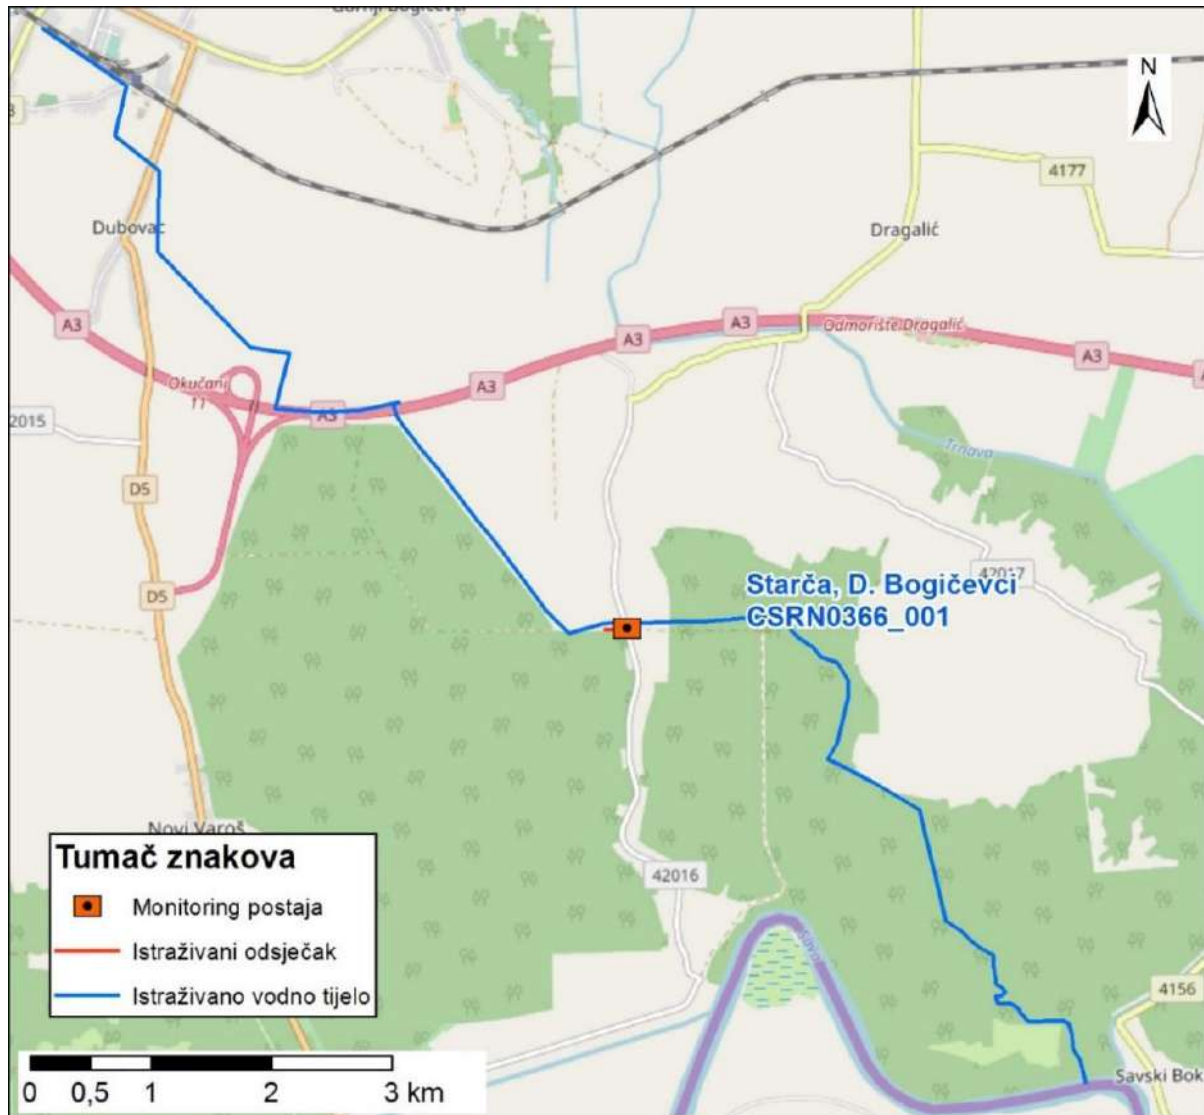 Gornji Bogićevci
N
4177
Dubovac
Dragalić
A3
A3
A3
Odmorište Dragalić
A3
Okučani
11
A3
A3
2015
Trnava
D5
42017
Starča, D. Bogičevci
CSRN0366_001
D5
Novi Varoš
42016
Sava
4156
Savski Bok
Tumač znakova
Monitoring postaja
Istraživani odsječak
Istraživano vodno tijelo
0 0,5 1 2 3 km